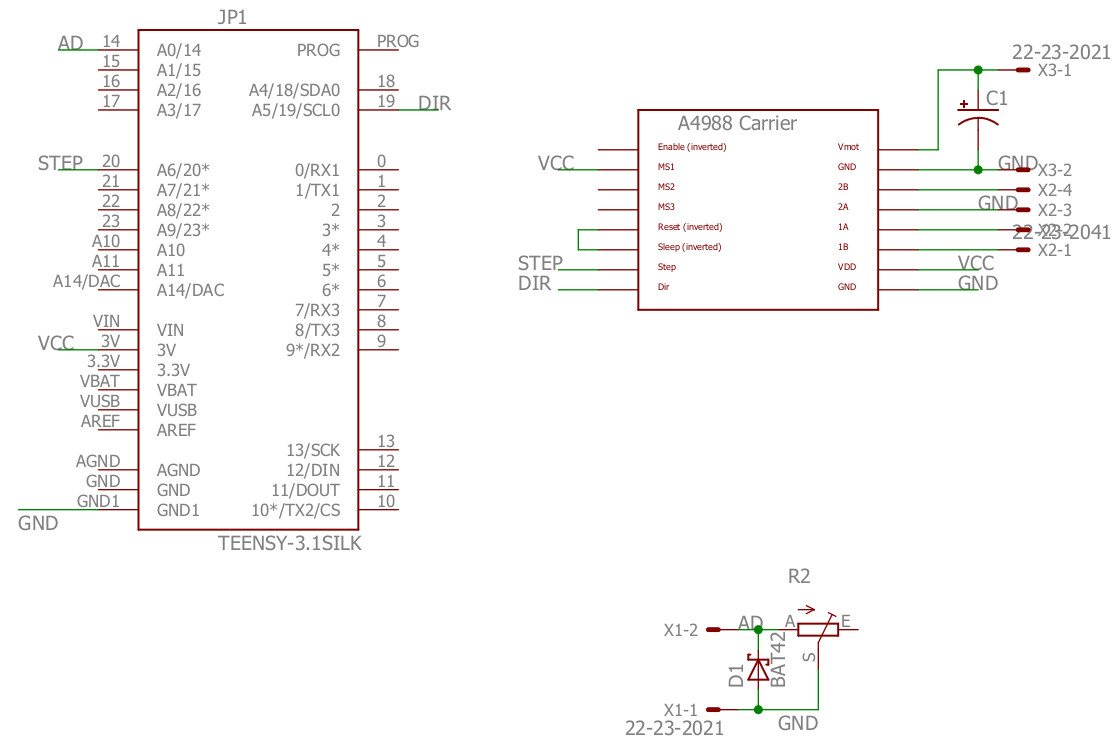 JP1
AD 14 A0/14 PROG PROG
15 A1/15
16 A2/16 A4/18/SDA0 18
17 A3/17 A5/19/SCL0 19 DIR
STEP 20 A6/20* 0/RX1 0
21 A7/21* 1/TX1 1
22 A8/22* 2 2
23 A9/23* 3* 3
A10 A10 4* 4
A11 A11 5* 5
A14/DAC A14/DAC 6* 6
7/RX3 7
VIN VIN 8/TX3 8
VCC 3V 3V 9*/RX2 9
3.3V 3.3V
VBAT VBAT
VUSB VUSB
AREF AREF
13/SCK 13
AGND AGND 12/DIN 12
GND GND 11/DOUT 11
GND1 GND1 10*/TX2/CS 10
GND
TEENSY-3.1SILK
22-23-2021
X3-1
+ C1
A4988 Carrier
Enable (inverted) Vmot
VCC MS1 GND GND X3-2
MS2 2B X2-4
MS3 2A GND X2-3
Reset (inverted) 1A X2-2
22-23-2041
Sleep (inverted) 1B X2-1
STEP Step VDD VCC
DIR Dir GND GND
R2
X1-2 AD A E
S
D1 BAT42
X1-1
22-23-2021 GND